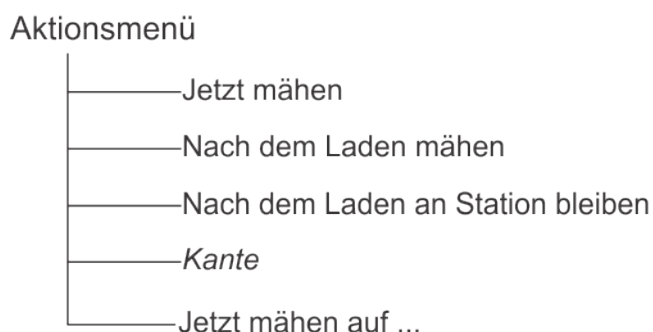 Aktionsmenü
Jetzt mähen
Nach dem Laden mähen
Nach dem Laden an Station bleiben
Kante
Jetzt mähen auf ...